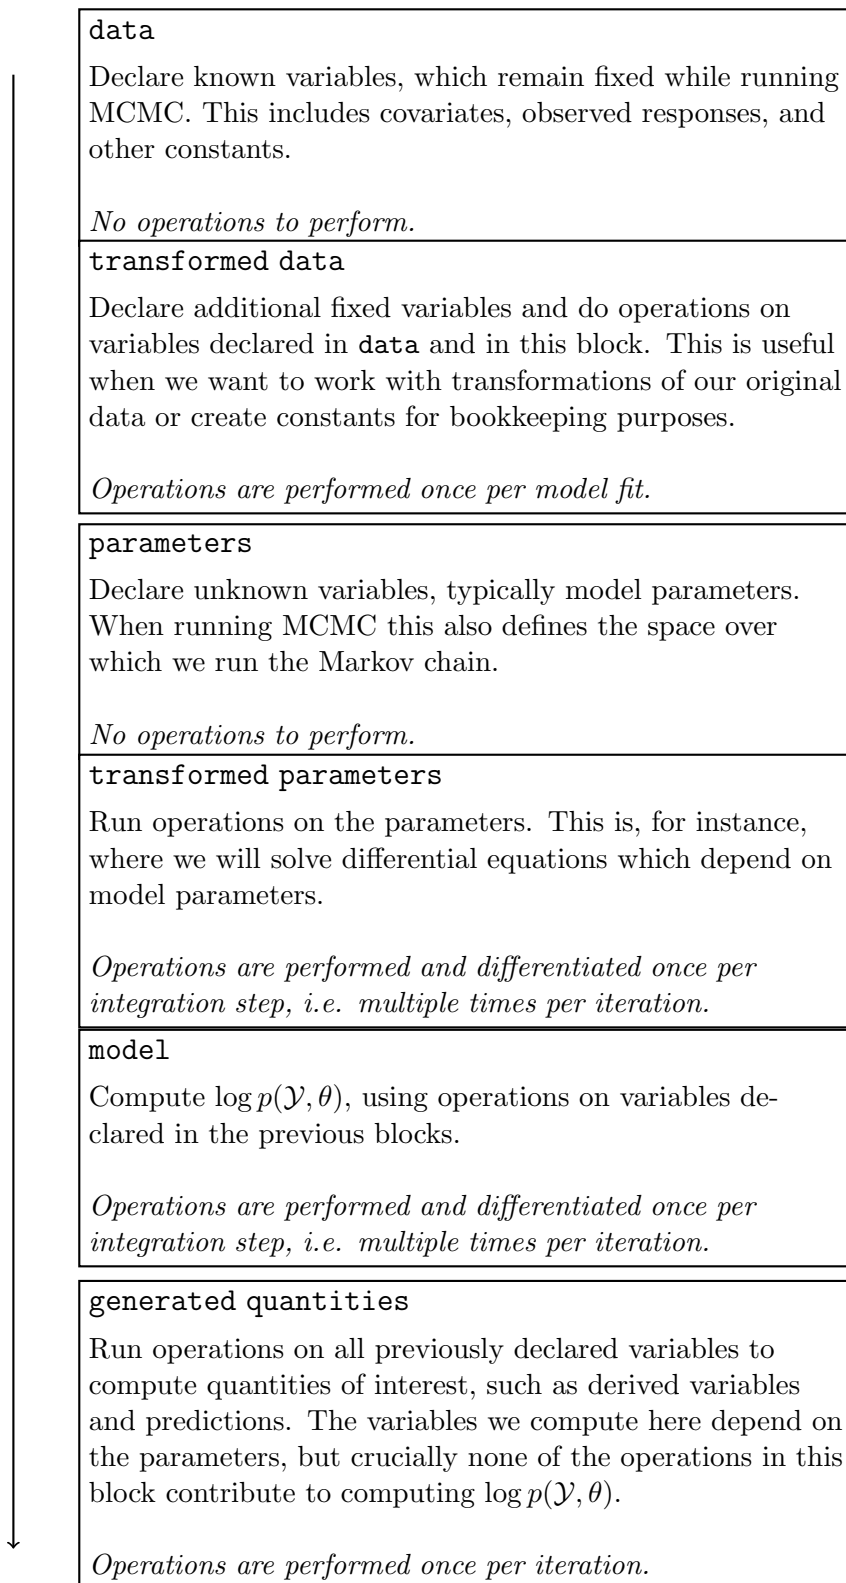 data
Declare known variables, which remain fixed while running
MCMC. This includes covariates, observed responses, and
other constants.
No operations to perform.
transformed data
Declare additional fixed variables and do operations on
variables declared in data and in this block. This is useful
when we want to work with transformations of our original
data or create constants for bookkeeping purposes.
Operations are performed once per model fit.
parameters
Declare unknown variables, typically model parameters.
When running MCMC this also defines the space over
which we run the Markov chain.
No operations to perform.
transformed parameters
Run operations on the parameters. This is, for instance,
where we will solve differential equations which depend on
model parameters.
Operations are performed and differentiated once per
integration step, i.e. multiple times per iteration.
model
Compute log p(𝒴, θ), using operations on variables de-
clared in the previous blocks.
Operations are performed and differentiated once per
integration step, i.e. multiple times per iteration.
generated quantities
Run operations on all previously declared variables to
compute quantities of interest, such as derived variables
and predictions. The variables we compute here depend on
the parameters, but crucially none of the operations in this
block contribute to computing log p(𝒴, θ).
Operations are performed once per iteration.